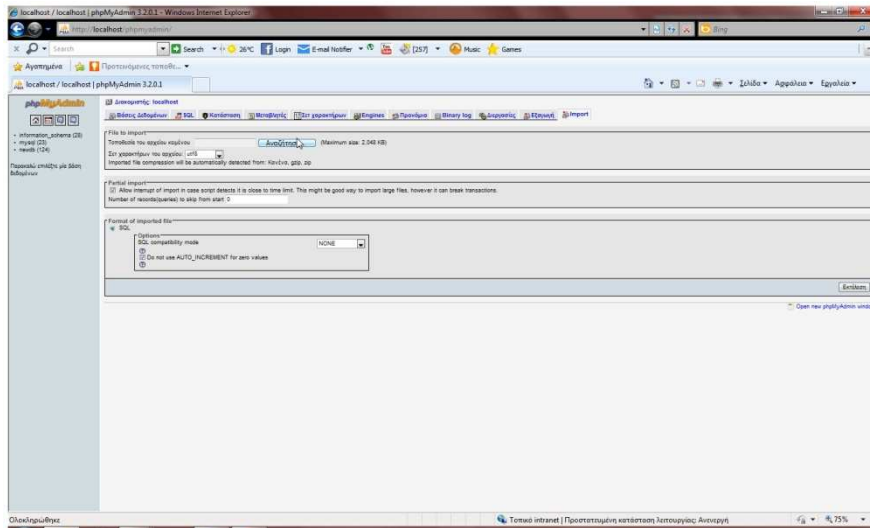 localhost / localhost | phpMyAdmin 3.2.0.1 - Windows Internet Explorer
http://localhost/phpmyadmin/
Bing
Search
Search
26°C
Login
E-mail Notifier
[257]
Music
Games
Αγαπημένα
Προτεινόμενες τοποθε...
localhost / localhost | phpMyAdmin 3.2.0.1
Σελίδα
Ασφάλεια
Εργαλεία
phpMyAdmin
information_schema (28)
mysql (23)
newdb (124)
Παρακαλώ επιλέξτε μία βάση δεδομένων
Διακομιστής: localhost
Βάσεις Δεδομένων SQL Κατάσταση Μεταβλητές Σετ χαρακτήρων Engines Προνόμια Binary log Διεργασίες Εξαγωγή Import
File to import
Τοποθεσία του αρχείου κειμένου Αναζήτηση (Maximum size: 2,048 KB)
Σετ χαρακτήρων του αρχείου: utf8
Imported file compression will be automatically detected from: Κανένα, gzip, zip
Partial import
Allow interrupt of import in case script detects it is close to time limit. This might be good way to import large files, however it can break transactions.
Number of records(queries) to skip from start 0
Format of imported file
SQL
Options
SQL compatibility mode NONE
Do not use AUTO_INCREMENT for zero values
Εκτέλεση
Open new phpMyAdmin window
Ολοκληρώθηκε
Τοπικό intranet | Προστατευμένη κατάσταση λειτουργίας: Ανενεργή
75%